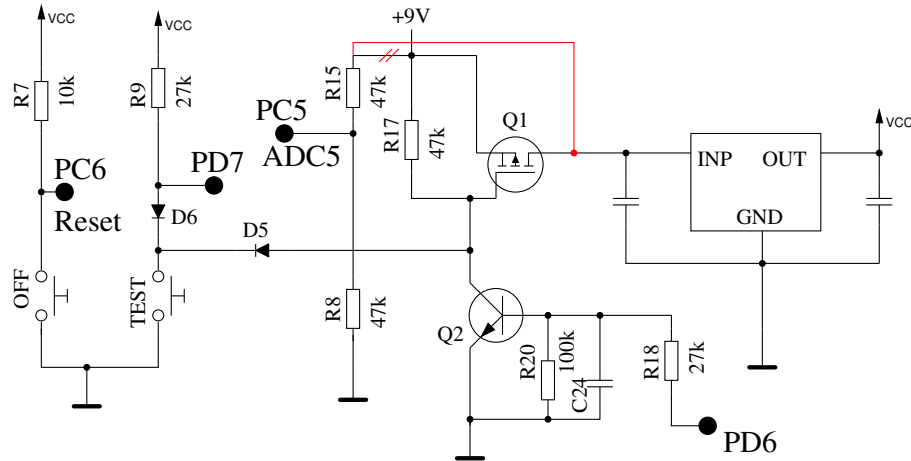 VCC
VCC
+9V
R7
10k
R9
27k
R15
47k
R17
47k
Q1
VCC
PC5
ADC5
INP
OUT
GND
PC6
Reset
PD7
D6
D5
OFF
TEST
R8
47k
Q2
R20
100k
C24
R18
27k
PD6